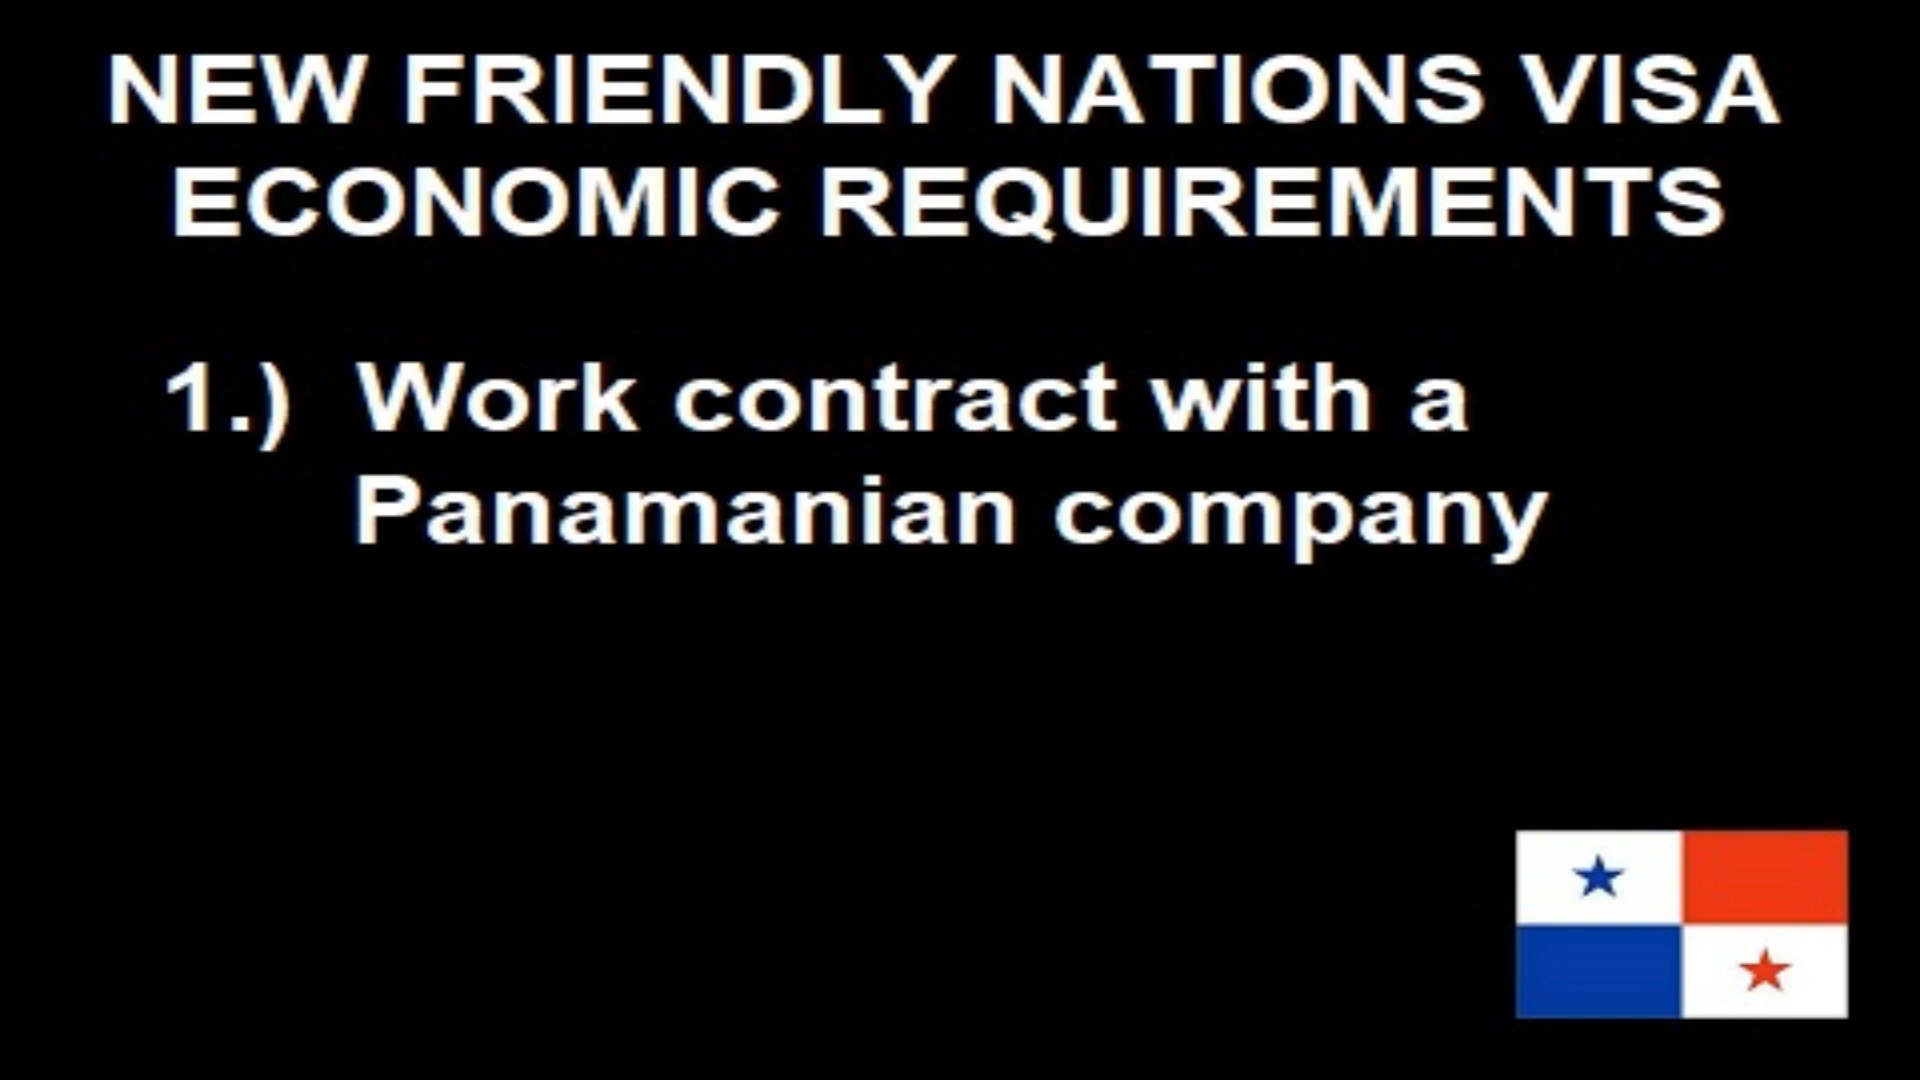 NEW FRIENDLY NATIONS VISA
ECONOMIC REQUIREMENTS
1.) Work contract with a
Panamanian company